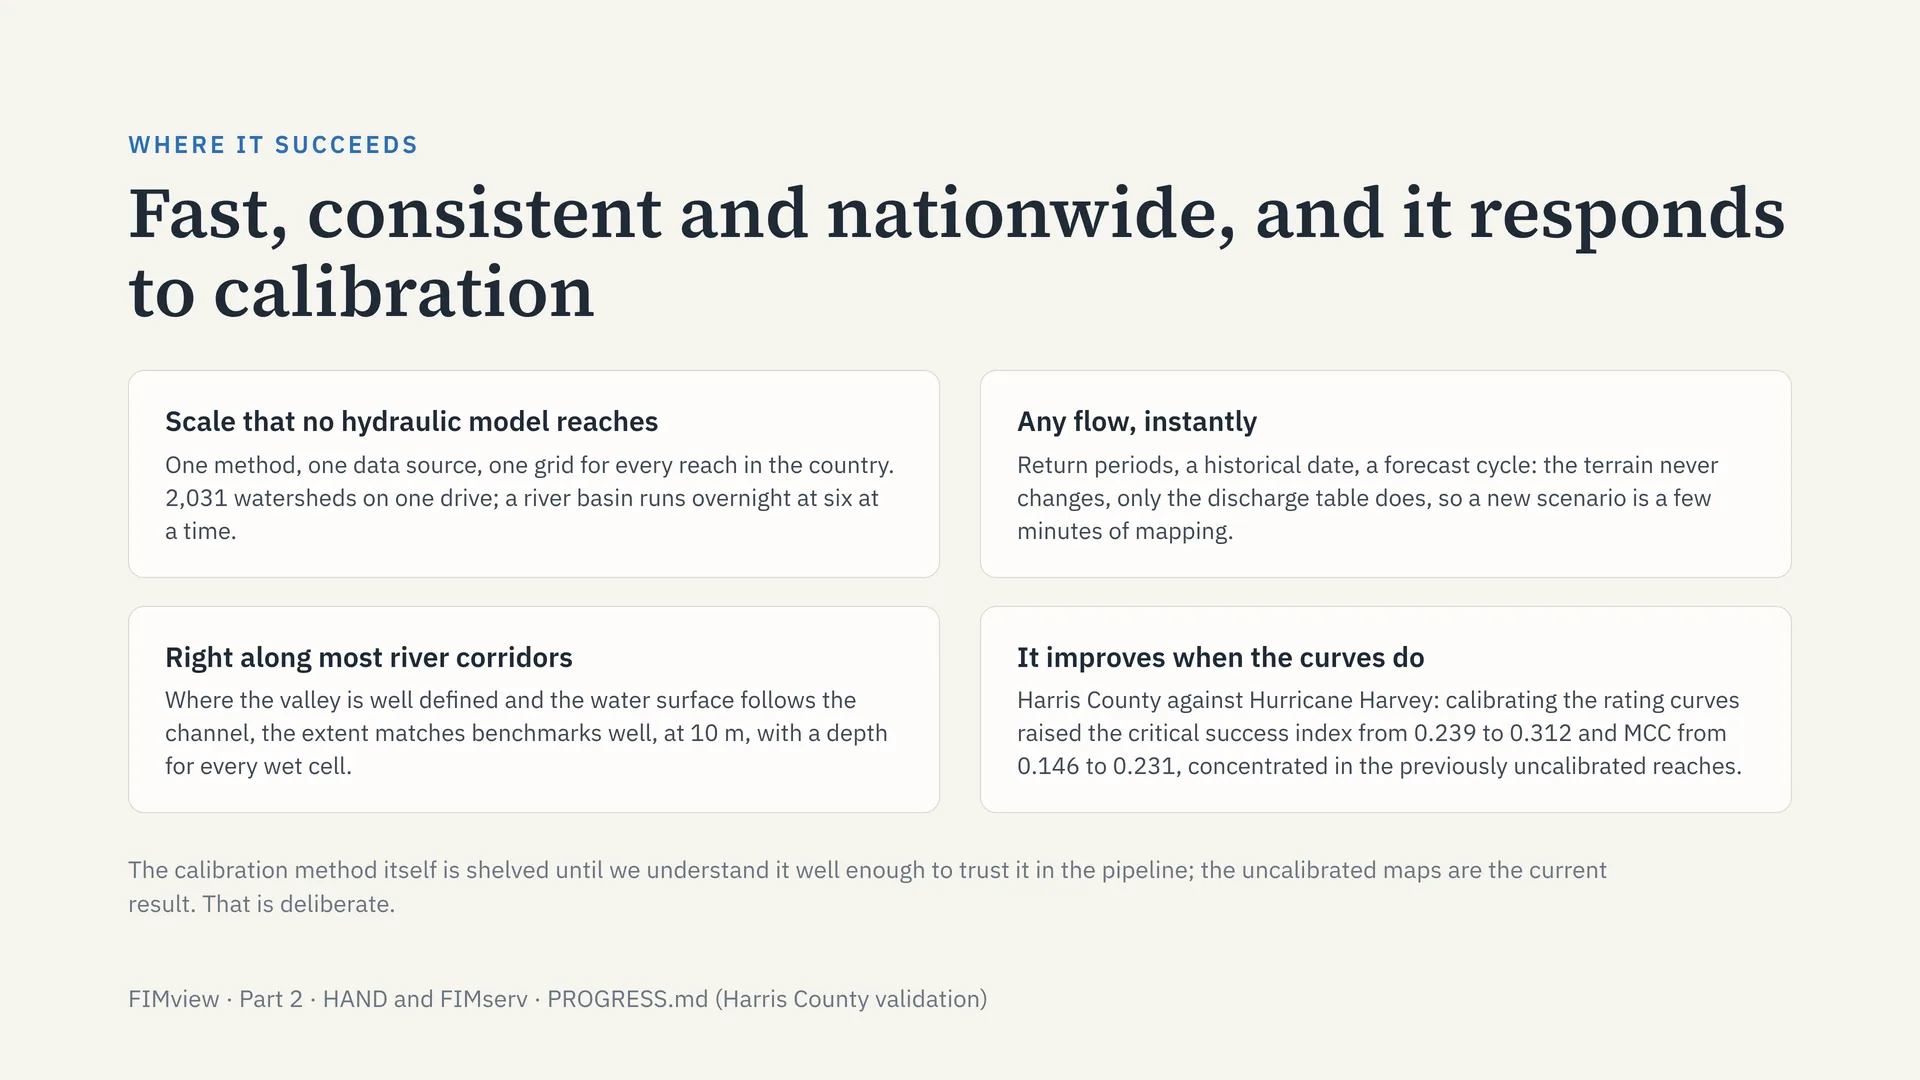 WHERE IT SUCCEEDS
Fast, consistent and nationwide, and it responds
to calibration
Scale that no hydraulic model reaches
One method, one data source, one grid for every reach in the country.
2,031 watersheds on one drive; a river basin runs overnight at six at
a time.
Any flow, instantly
Return periods, a historical date, a forecast cycle: the terrain never
changes, only the discharge table does, so a new scenario is a few
minutes of mapping.
Right along most river corridors
Where the valley is well defined and the water surface follows the
channel, the extent matches benchmarks well, at 10 m, with a depth
for every wet cell.
It improves when the curves do
Harris County against Hurricane Harvey: calibrating the rating curves
raised the critical success index from 0.239 to 0.312 and MCC from
0.146 to 0.231, concentrated in the previously uncalibrated reaches.
The calibration method itself is shelved until we understand it well enough to trust it in the pipeline; the uncalibrated maps are the current
result. That is deliberate.
FIMview · Part 2 · HAND and FIMserv · PROGRESS.md (Harris County validation)